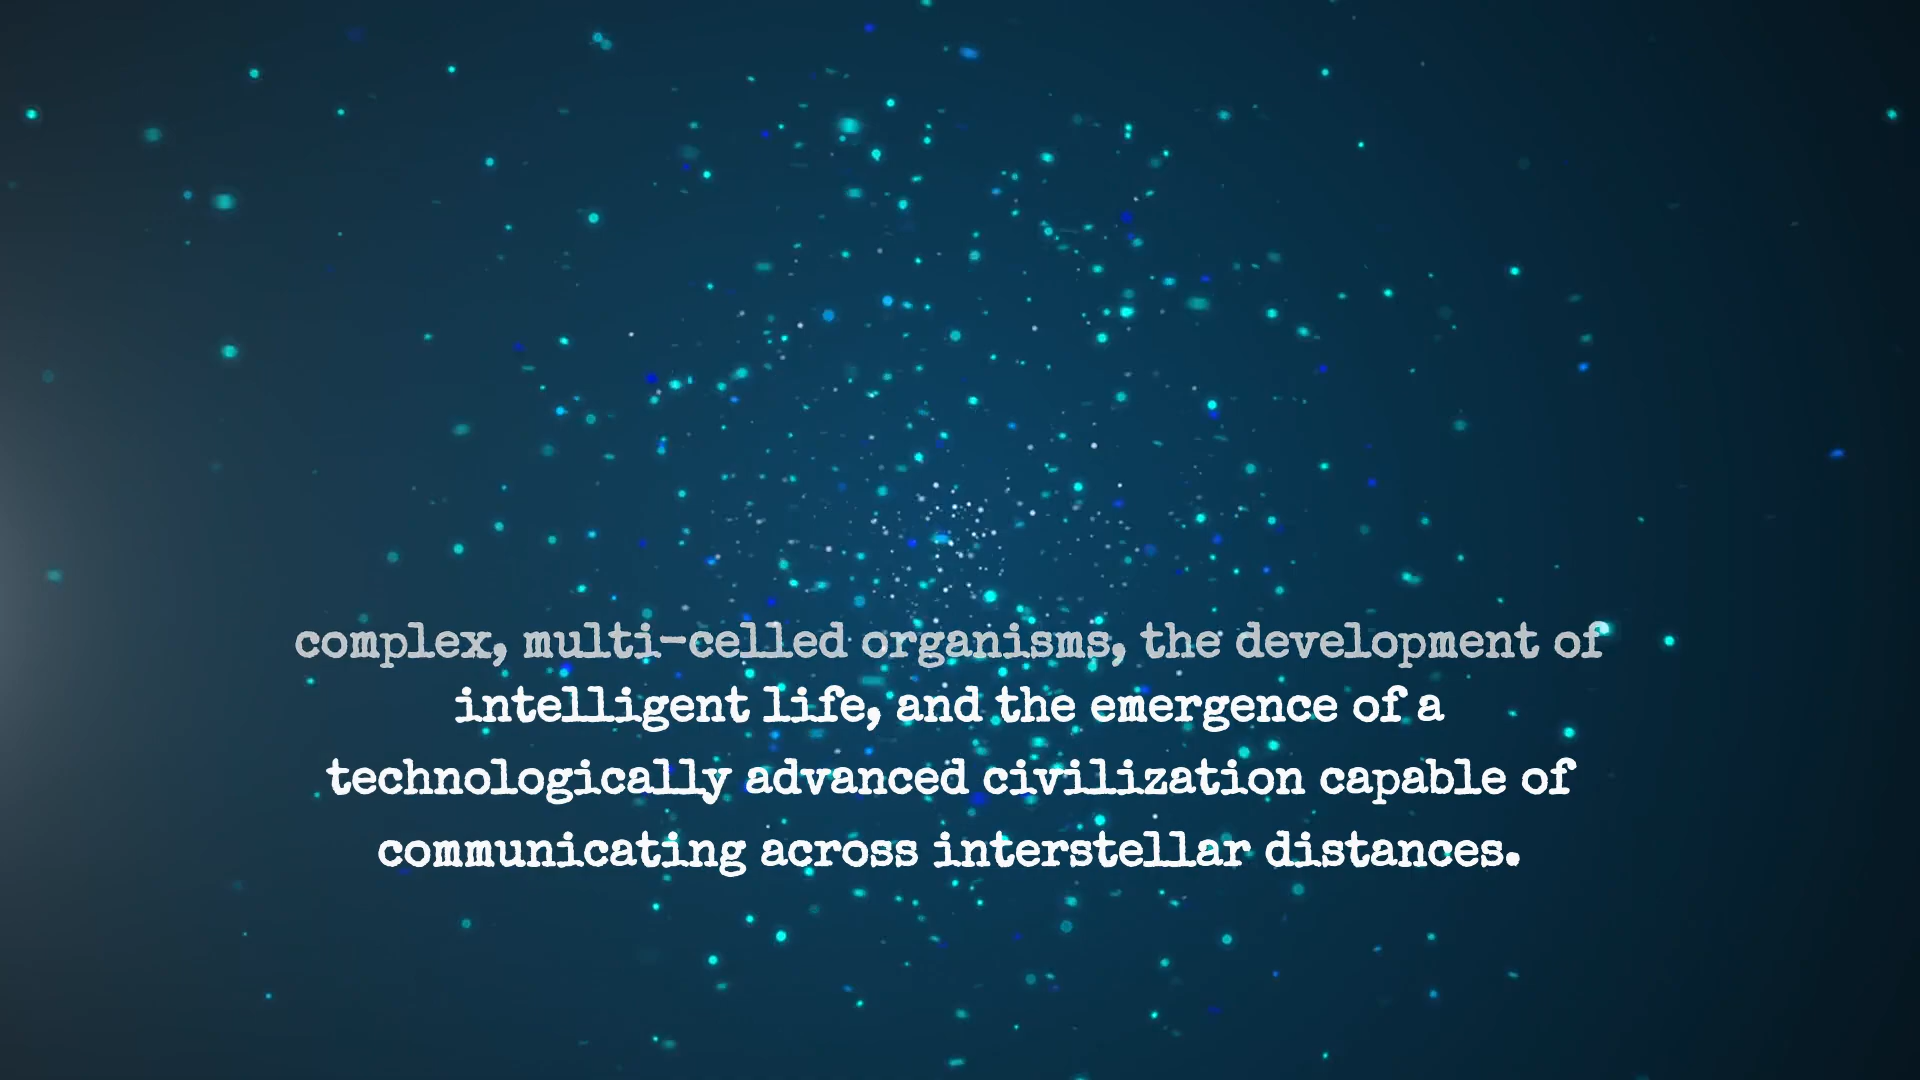 complex, multi-celled organisms, the development of
intelligent life, and the emergence of a
technologically advanced civilization capable of
communicating across interstellar distances.